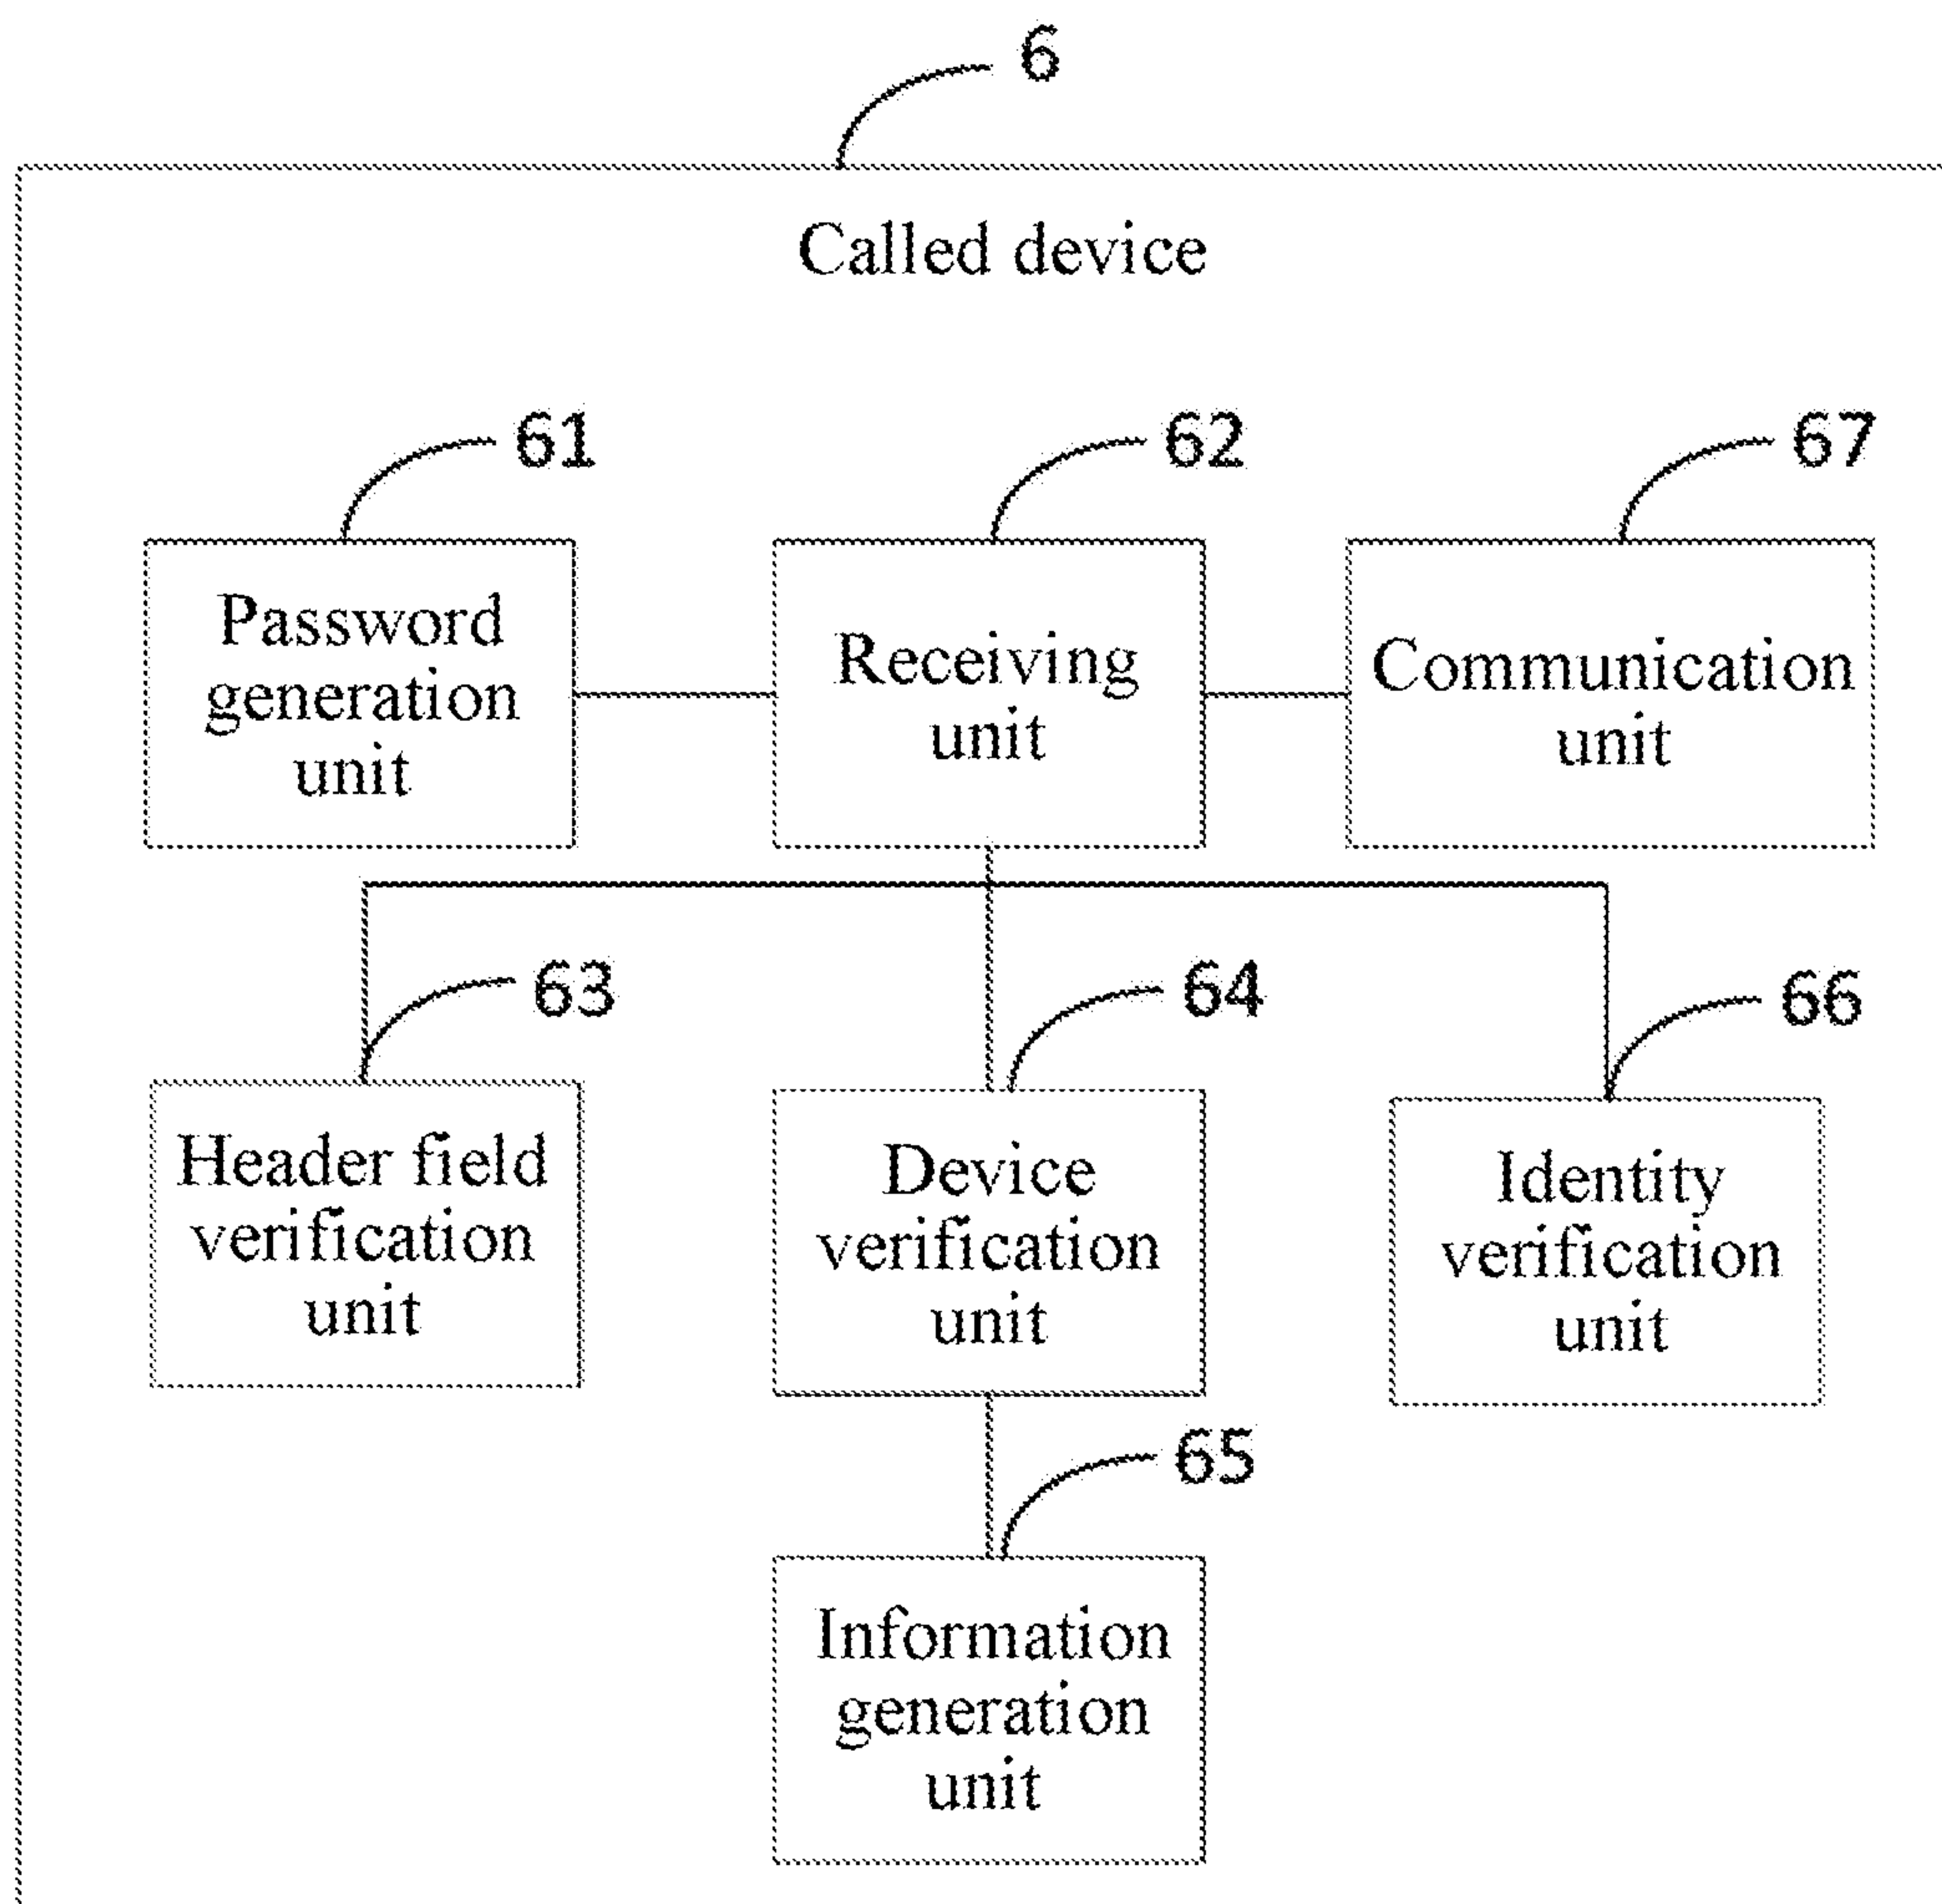 6
Called device
61
62
67
Password
generation
unit
Receiving
unit
Communication
unit
63
64
66
Header field
verification
unit
Device
verification
unit
Identity
verification
unit
65
Information
generation
unit